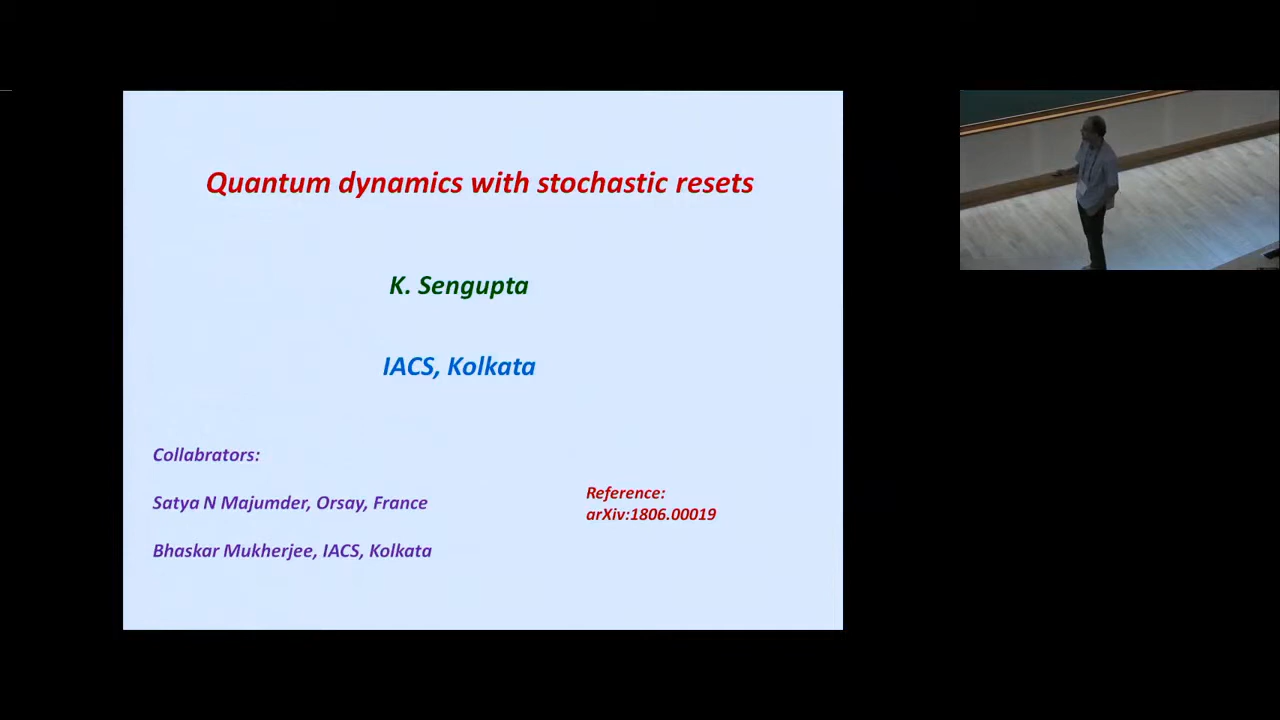 Quantum dynamics with stochastic resets
K. Sengupta
IACS, Kolkata
Collabrators:
Satya N Majumder, Orsay, France
Bhaskar Mukherjee, IACS, Kolkata
Reference:
arXiv:1806.00019